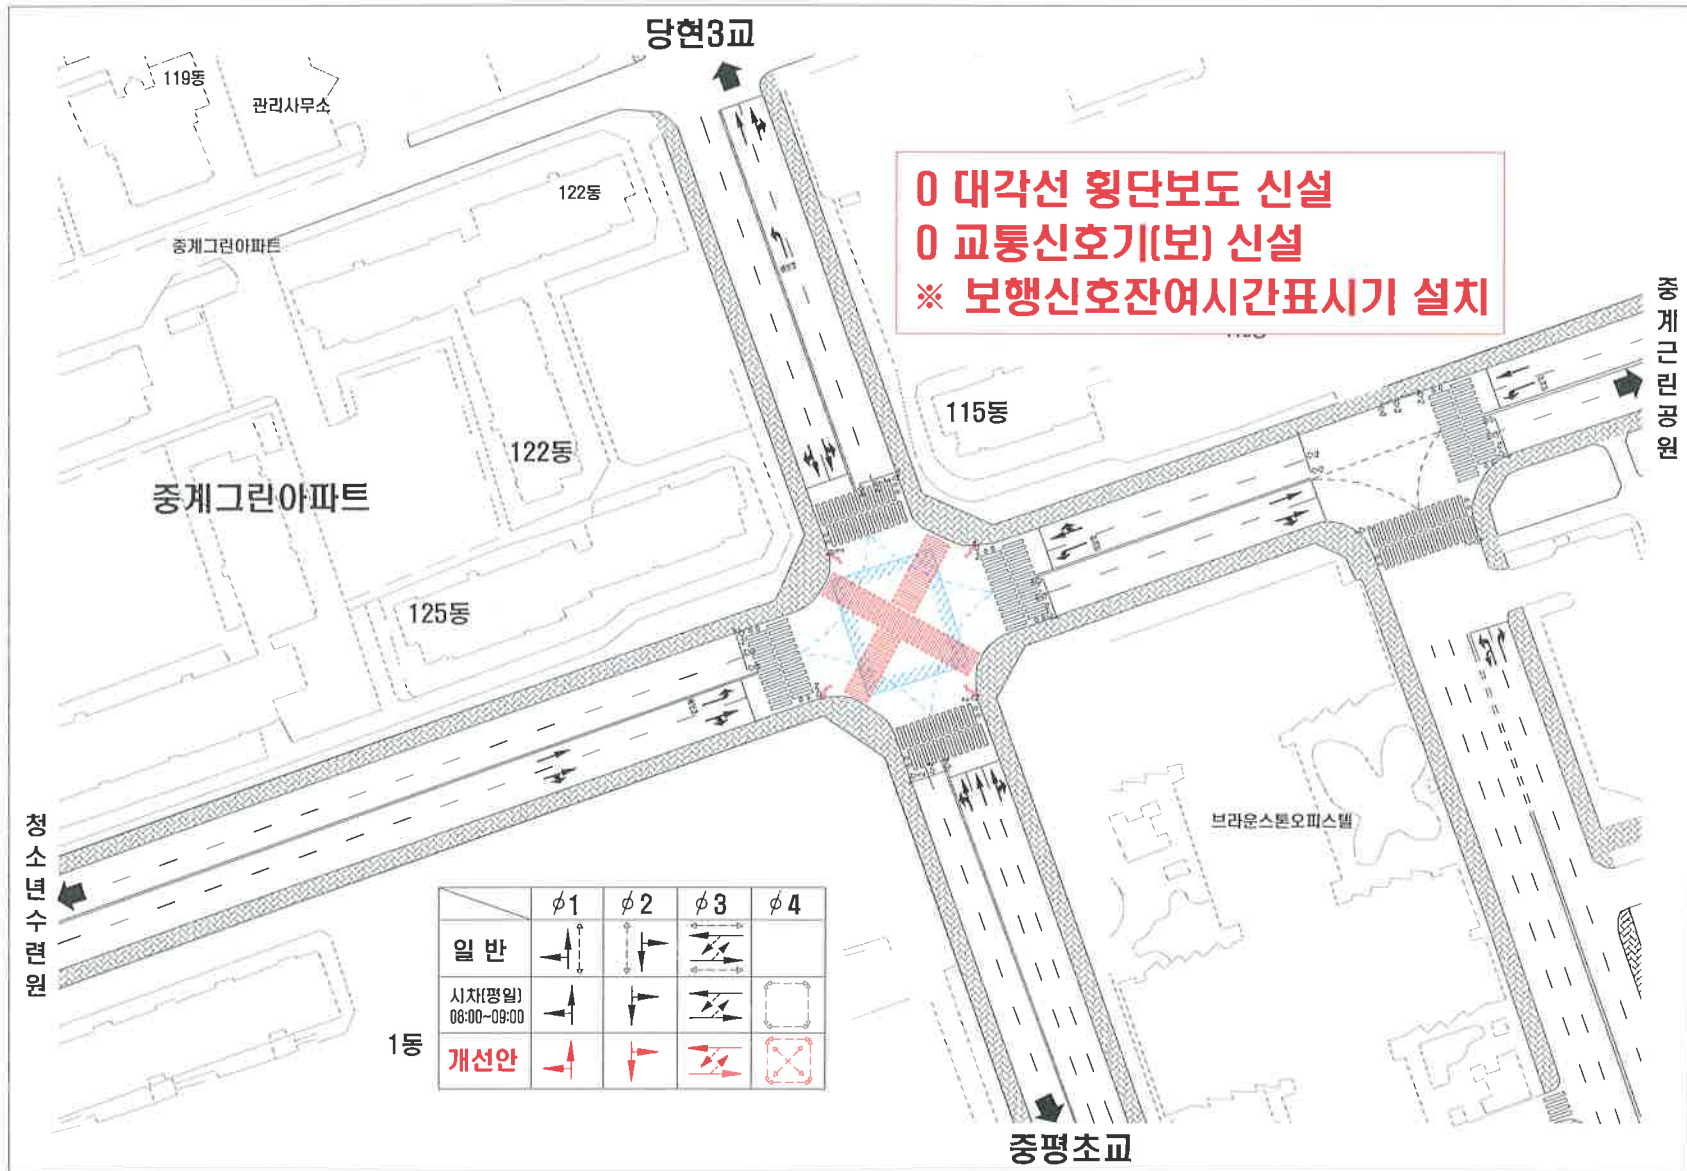 당현3교
119동
관리사무소
122동
중계그린아파트
0 대각선 횡단보도 신설
0 교통신호기(보) 신설
※ 보행신호잔여시간표시기 설치
중계근린공원
115동
122동
중계그린아파트
125동
브라운스톤오피스텔
청소년수련원
ϕ1 ϕ2 ϕ3 ϕ4
일반
시차(평일)
08:00~09:00
개선안
1동
중평초교